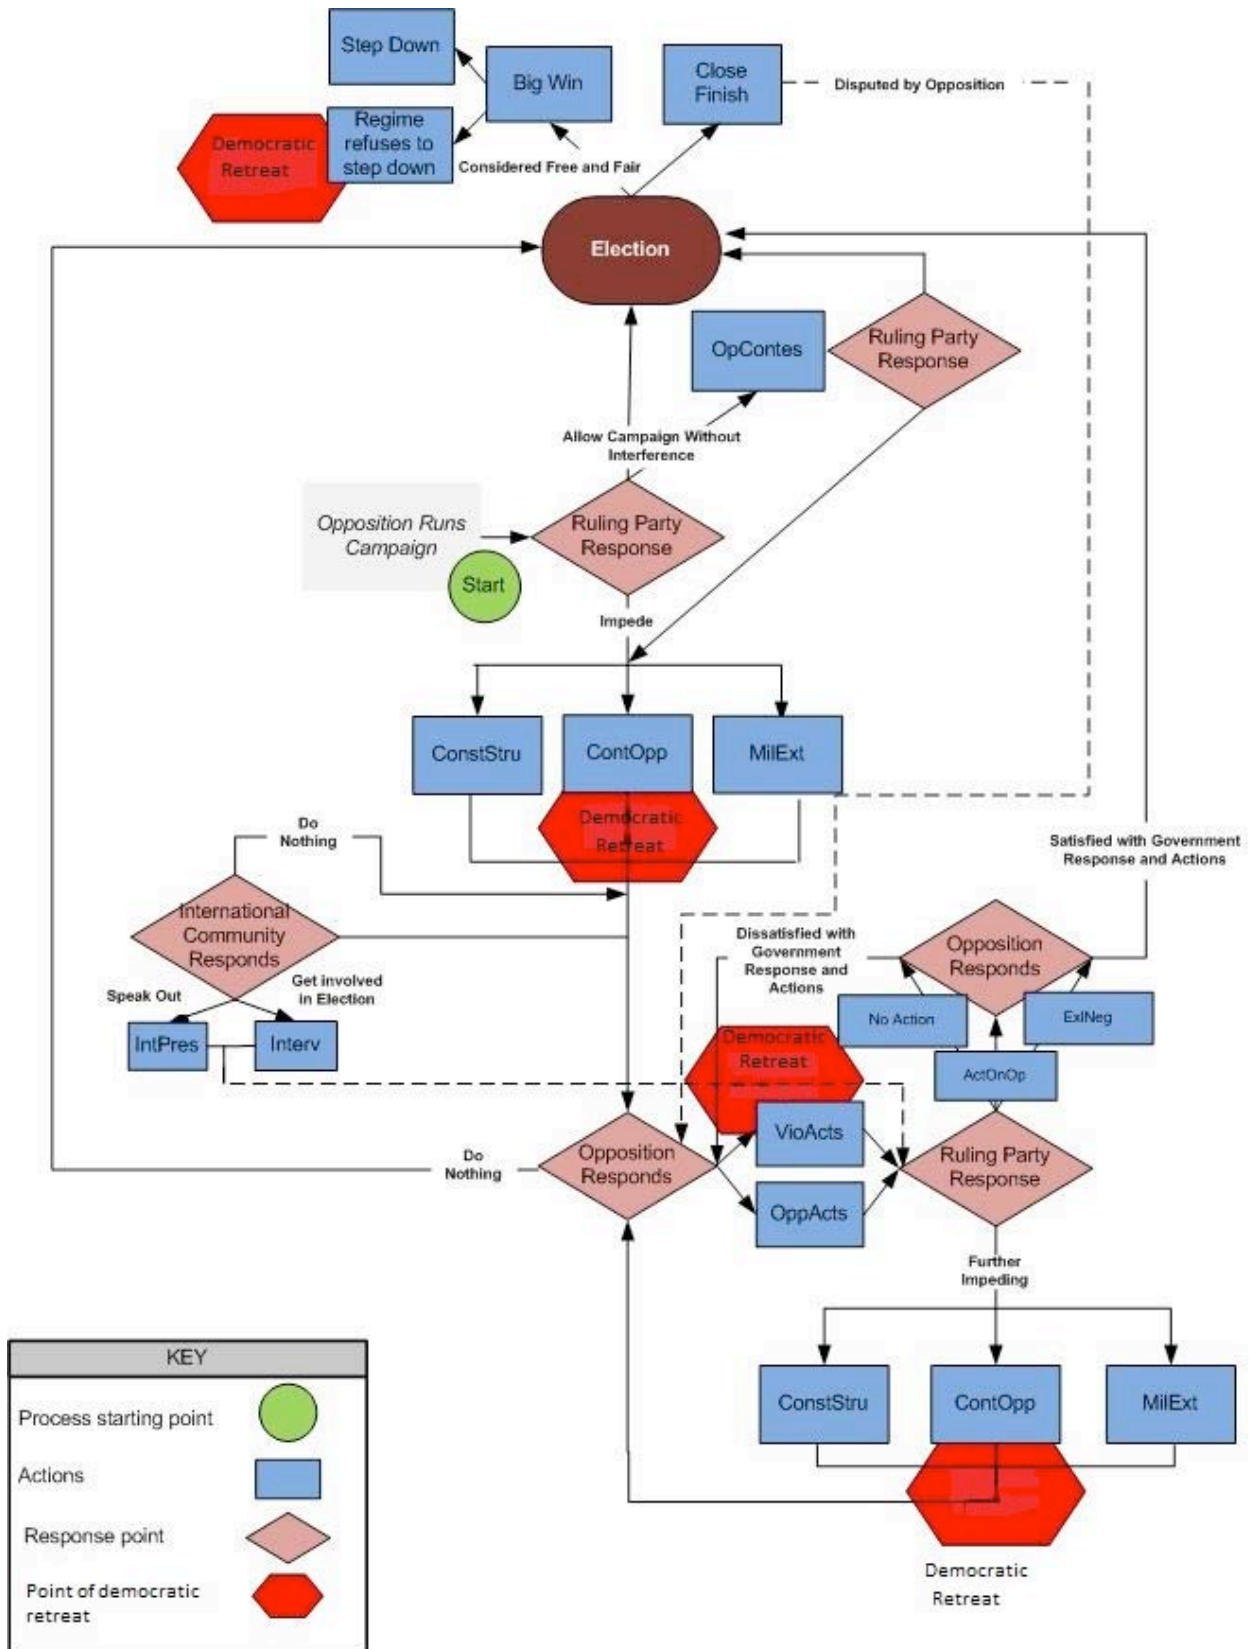 Step Down
Big Win
Close
Finish
Disputed by Opposition
Democratic
Retreat
Regime
refuses to
step down
Considered Free and Fair
Election
OpContes
Ruling Party
Response
Allow Campaign Without
Interference
Opposition Runs
Campaign
Start
Ruling Party
Response
Impede
ConstStru
ContOpp
MilExt
Democratic
Retreat
Do
Nothing
Satisfied with Government
Response and Actions
International
Community
Responds
Dissatisfied with
Government
Response and
Actions
Opposition
Responds
Speak Out
Get involved
in Election
No Action
ExlNeg
IntPres
Interv
Democratic
Retreat
ActOnOp
VioActs
Do
Nothing
Opposition
Responds
Ruling Party
Response
OppActs
Further
Impeding
ConstStru
ContOpp
MilExt
Democratic
Retreat
KEY
Process starting point
Actions
Response point
Point of democratic
retreat